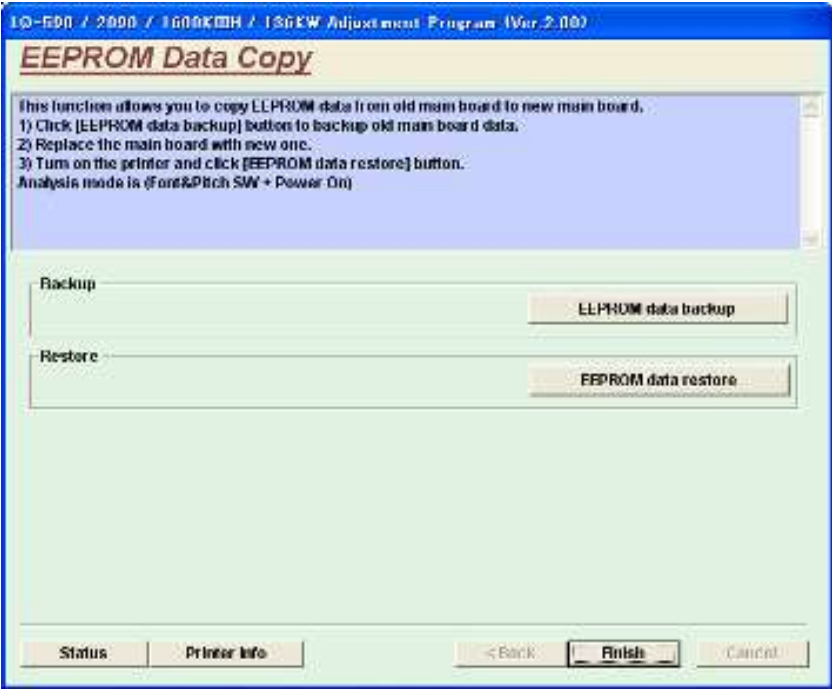 LQ-590 / 2090 / 1600KIIIH / 136KW Adjustment Program (Ver.2.00)
EEPROM Data Copy
This function allows you to copy EEPROM data from old main board to new main board.
1) Click [EEPROM data backup] button to backup old main board data.
2) Replace the main board with new one.
3) Turn on the printer and click [EEPROM data restore] button.
Analysis mode is (Font&Pitch SW + Power On)
Backup
EEPROM data backup
Restore
EEPROM data restore
Status
Printer Info
< Back
Finish
Cancel